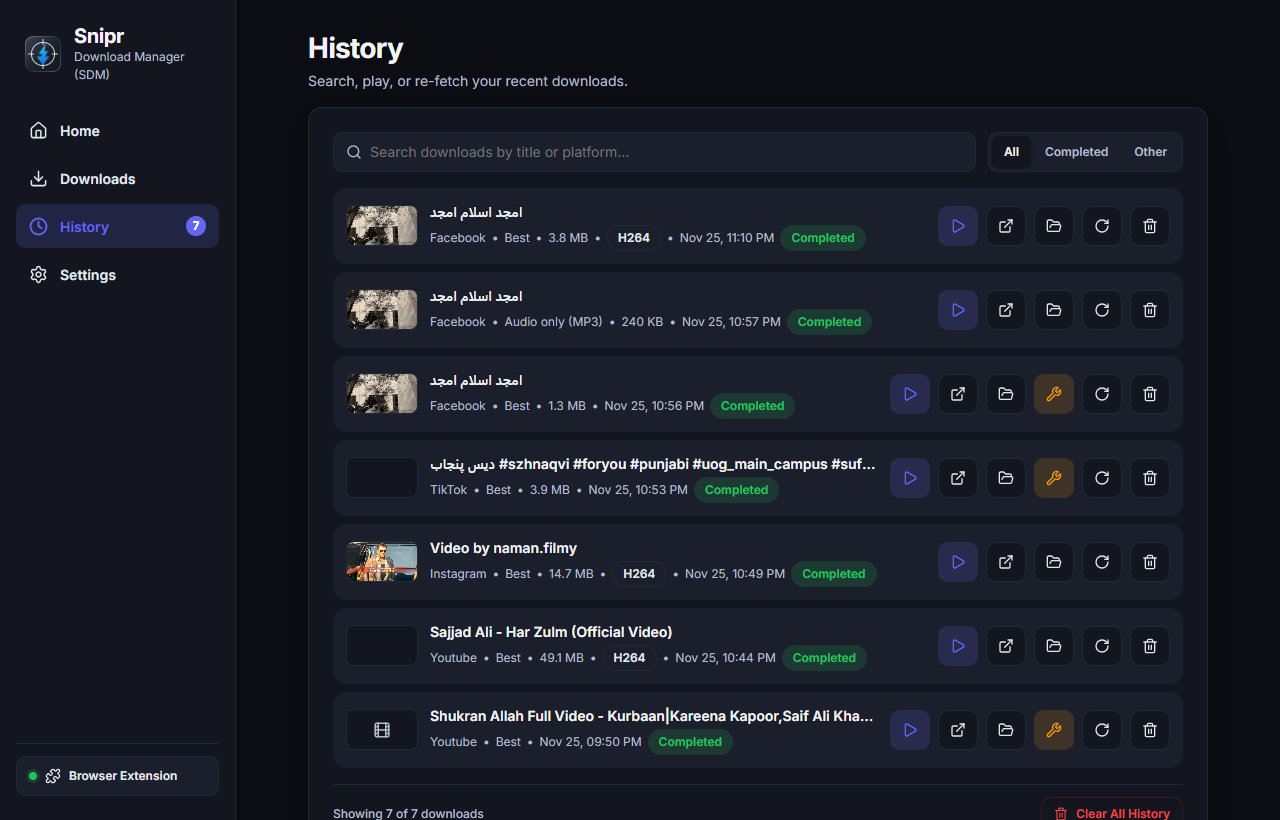 Snipr
Download Manager
(SDM)
Home
Downloads
History 7
Settings
Browser Extension
History
Search, play, or re-fetch your recent downloads.
Search downloads by title or platform...
All Completed Other
امجد اسلام امجد
Facebook • Best • 3.8 MB • H264 • Nov 25, 11:10 PM Completed
امجد اسلام امجد
Facebook • Audio only (MP3) • 240 KB • Nov 25, 10:57 PM Completed
امجد اسلام امجد
Facebook • Best • 1.3 MB • Nov 25, 10:56 PM Completed
دیس پنجاب #szhnaqvi #foryou #punjabi #uog_main_campus #suf...
TikTok • Best • 3.9 MB • Nov 25, 10:53 PM Completed
Video by naman.filmy
Instagram • Best • 14.7 MB • H264 • Nov 25, 10:49 PM Completed
Sajjad Ali - Har Zulm (Official Video)
Youtube • Best • 49.1 MB • H264 • Nov 25, 10:44 PM Completed
Shukran Allah Full Video - Kurbaan|Kareena Kapoor,Saif Ali Kha...
Youtube • Best • Nov 25, 09:50 PM Completed
Showing 7 of 7 downloads
Clear All History